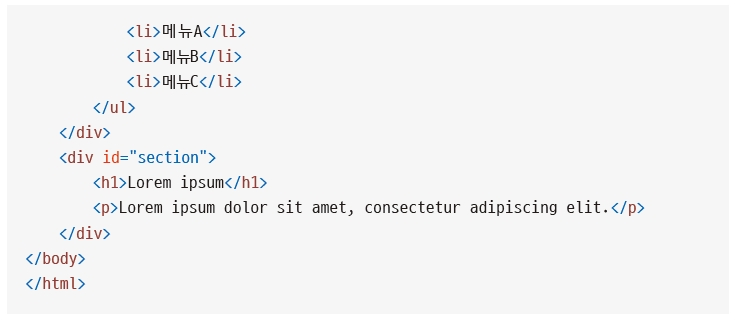 <li>메뉴A</li>
<li>메뉴B</li>
<li>메뉴C</li>
</ul>
</div>
<div id="section">
<h1>Lorem ipsum</h1>
<p>Lorem ipsum dolor sit amet, consectetur adipiscing elit.</p>
</div>
</body>
</html>